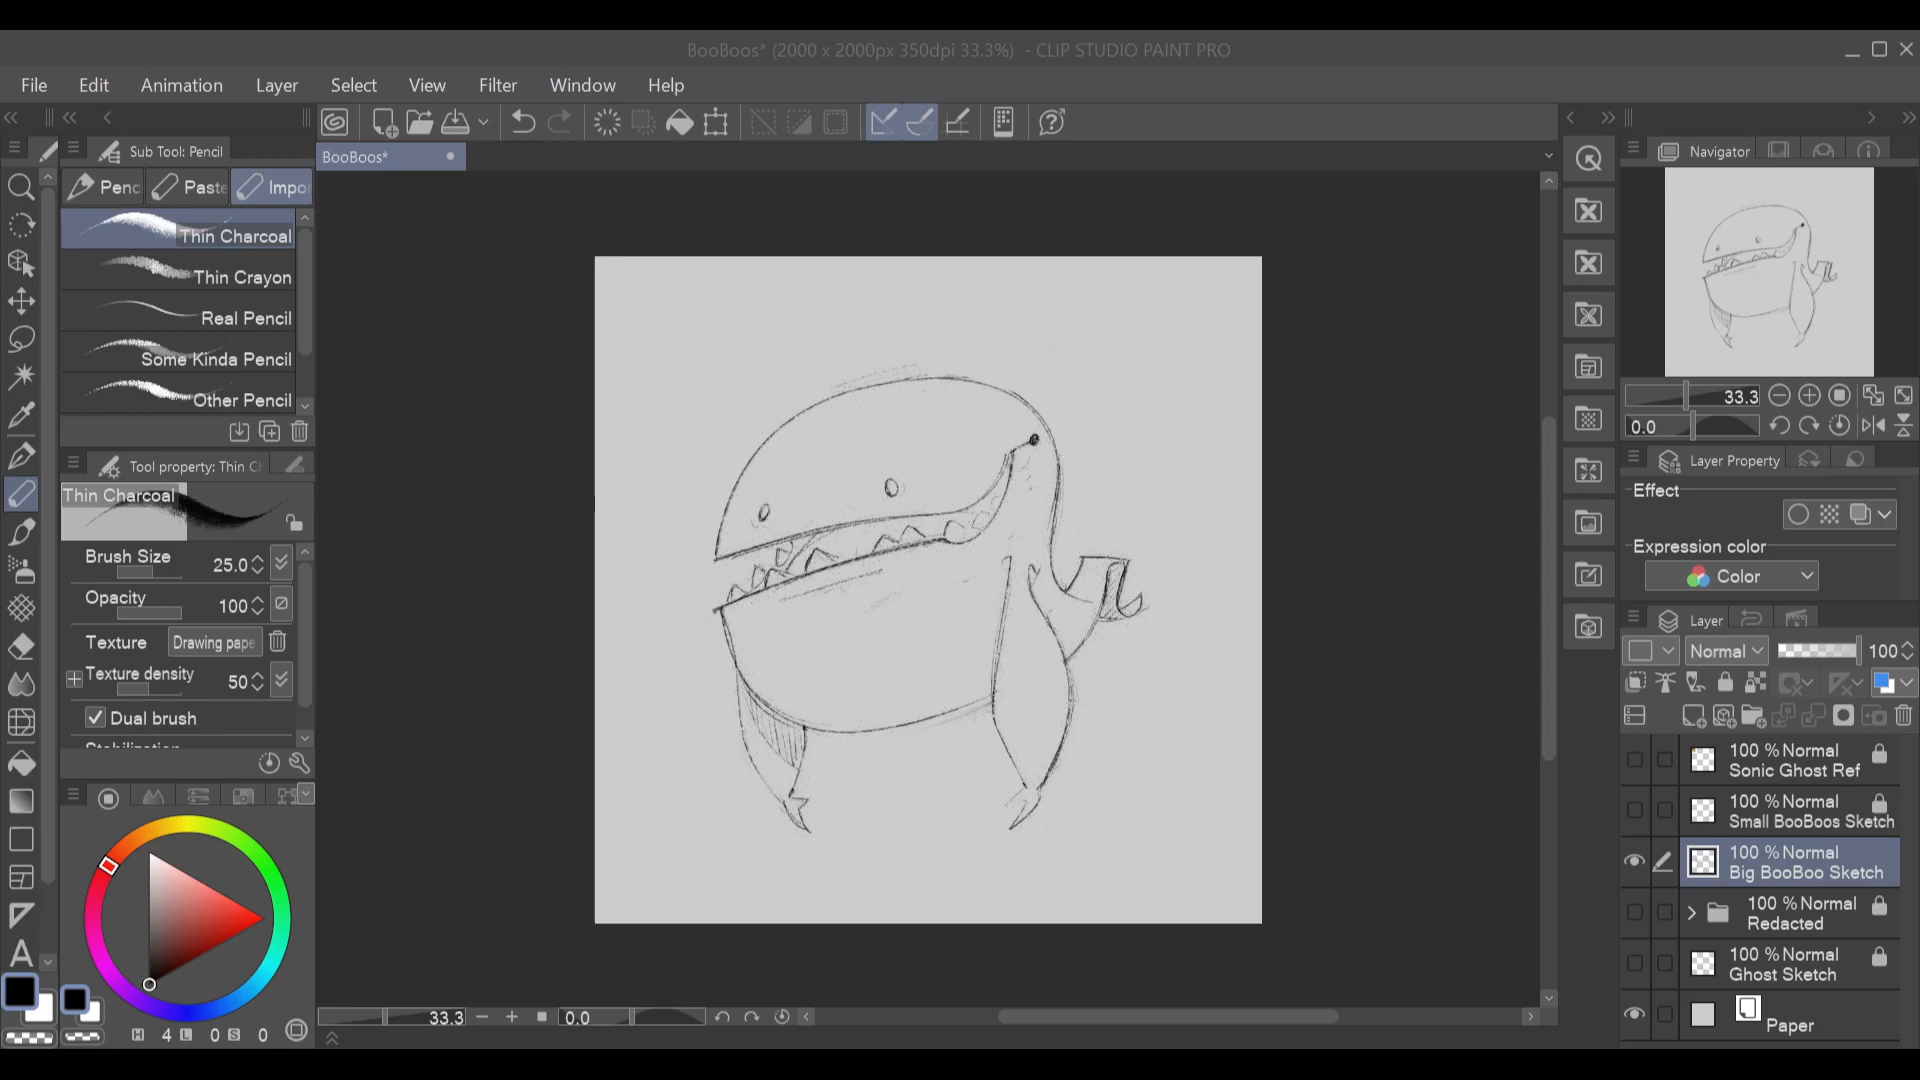 BooBoos* (2000 x 2000px 350dpi 33.3%) - CLIP STUDIO PAINT PRO
File Edit Animation Layer Select View Filter Window Help
Sub Tool: Pencil
Penc Paste Impo
Thin Charcoal
Thin Crayon
Real Pencil
Some Kinda Pencil
Other Pencil
Tool property: Thin C
Thin Charcoal
Brush Size 25.0
Opacity 100
Texture Drawing pape
Texture density 50
Dual brush
Stabilization
H 4 L 0 S 0
BooBoos*
33.3 0.0
Navigator
33.3
0.0
Layer Property
Effect
Expression color
Color
Layer
Normal 100
100 % Normal
Sonic Ghost Ref
100 % Normal
Small BooBoos Sketch
100 % Normal
Big BooBoo Sketch
100 % Normal
Redacted
100 % Normal
Ghost Sketch
Paper